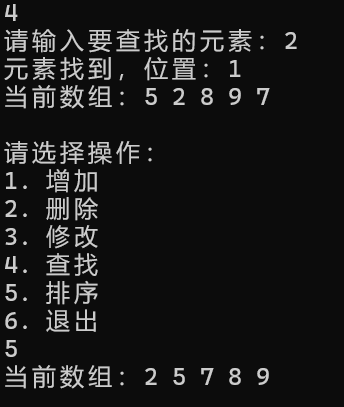 4
请输入要查找的元素：2
元素找到，位置：1
当前数组：5 2 8 9 7
请选择操作：
1. 增加
2. 删除
3. 修改
4. 查找
5. 排序
6. 退出
5
当前数组：2 5 7 8 9